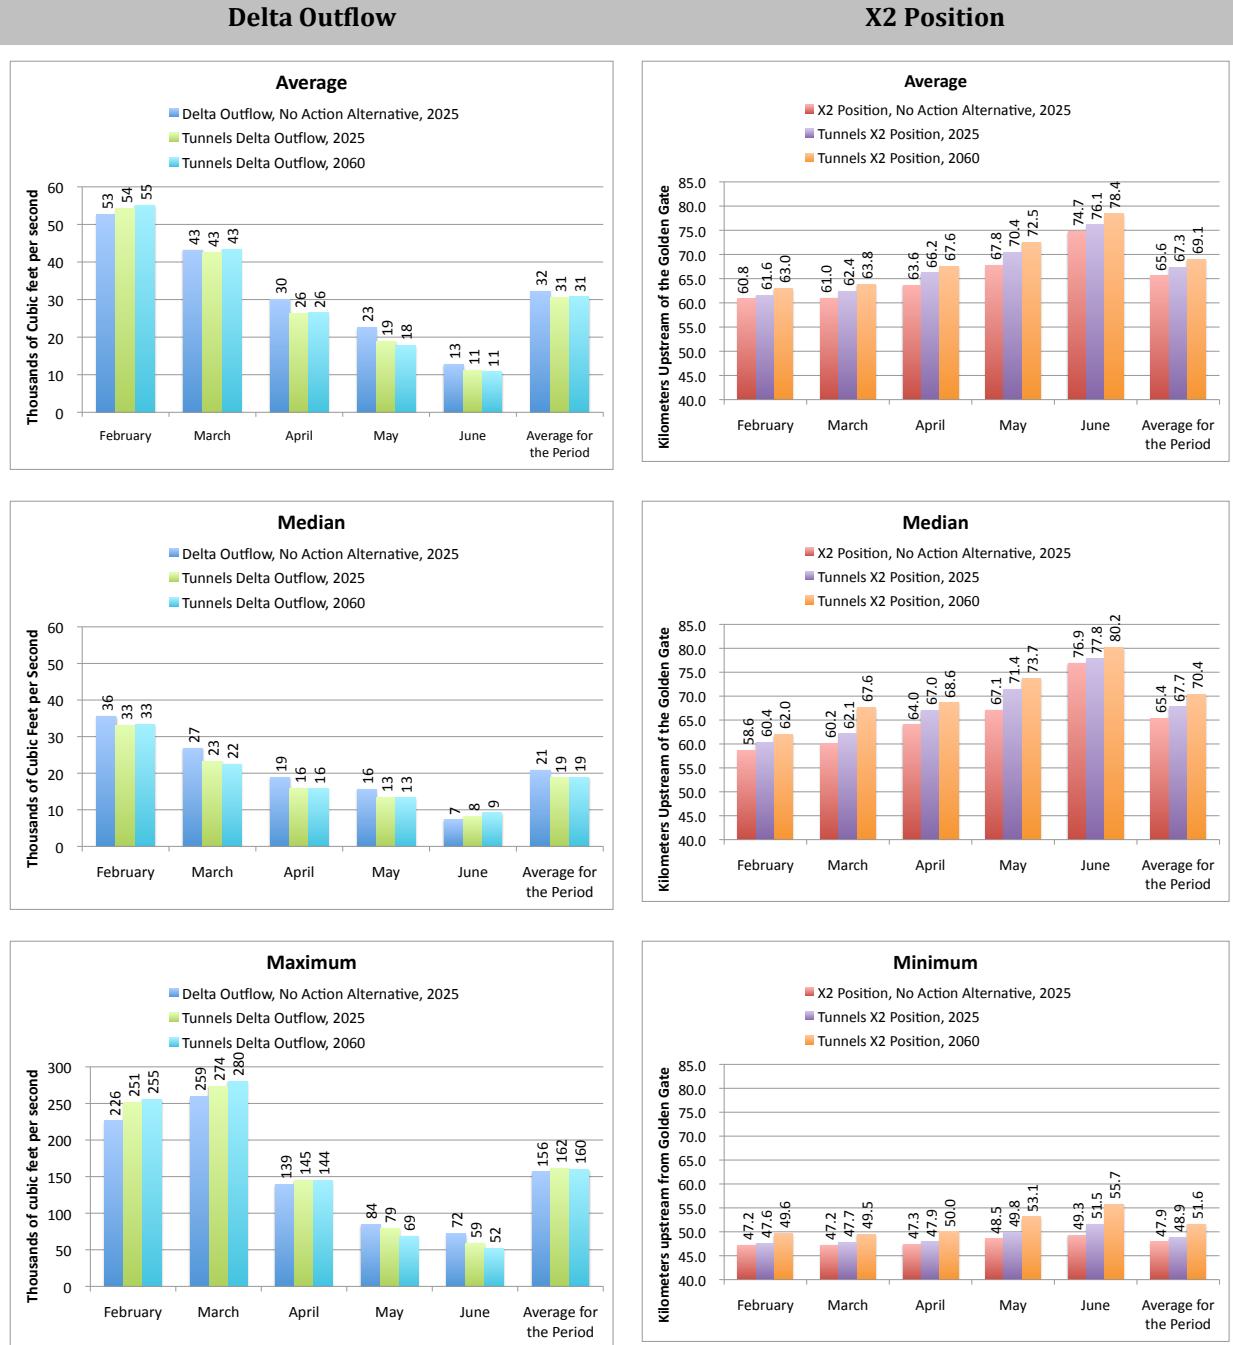 Delta Outflow
X2 Position
Average
Delta Outflow, No Action Alternative, 2025
Tunnels Delta Outflow, 2025
Tunnels Delta Outflow, 2060
Thousands of Cubic feet per second
60
50
40
30
20
10
0
53 54 55
43 43 43
30 26 26
23 19 18
13 11 11
32 31 31
February March April May June Average for
the Period
Average
X2 Position, No Action Alternative, 2025
Tunnels X2 Position, 2025
Tunnels X2 Position, 2060
Kilometers Upstream of the Golden Gate
85.0
80.0
75.0
70.0
65.0
60.0
55.0
50.0
45.0
40.0
60.8 61.6 63.0
61.0 62.4 63.8
63.6 66.2 67.6
67.8 70.4 72.5
74.7 76.1 78.4
65.6 67.3 69.1
February March April May June Average for
the Period
Median
Delta Outflow, No Action Alternative, 2025
Tunnels Delta Outflow, 2025
Tunnels Delta Outflow, 2060
Thousands of Cubic Feet per Second
60
50
40
30
20
10
0
36 33 33
27 23 22
19 16 16
16 13 13
7 8 9
21 19 19
February March April May June Average for
the Period
Median
X2 Position, No Action Alternative, 2025
Tunnels X2 Position, 2025
Tunnels X2 Position, 2060
Kilometers Upstream of the Golden Gate
85.0
80.0
75.0
70.0
65.0
60.0
55.0
50.0
45.0
40.0
58.6 60.4 62.0
60.2 62.1 67.6
64.0 67.0 68.6
67.1 71.4 73.7
76.9 77.8 80.2
65.4 67.7 70.4
February March April May June Average for
the Period
Maximum
Delta Outflow, No Action Alternative, 2025
Tunnels Delta Outflow, 2025
Tunnels Delta Outflow, 2060
Thousands of cubic feet per second
300
250
200
150
100
50
0
226 251 255
259 274 280
139 145 144
84 79 69
72 59 52
156 162 160
February March April May June Average for
the Period
Minimum
X2 Position, No Action Alternative, 2025
Tunnels X2 Position, 2025
Tunnels X2 Position, 2060
Kilometers upstream from Golden Gate
85.0
80.0
75.0
70.0
65.0
60.0
55.0
50.0
45.0
40.0
47.2 47.6 49.6
47.2 47.7 49.5
47.3 47.9 50.0
48.5 49.8 53.1
49.3 51.5 55.7
47.9 48.9 51.6
February March April May June Average for
the Period